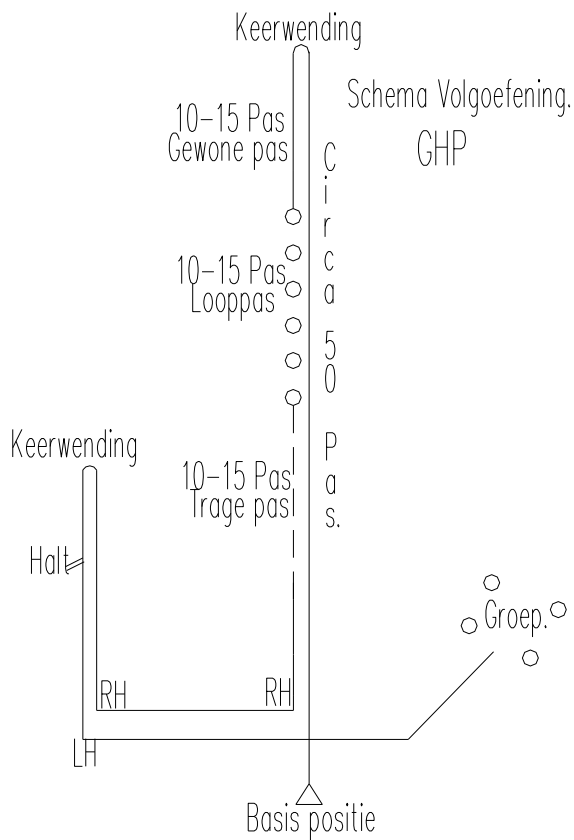 Keerwending
Schema Volgoefening.
GHP
10-15 Pas
Gewone pas
Circa 50 Pas.
10-15 Pas
Looppas
Keerwending
10-15 Pas
Trage pas
Halt
Groep.
RH
RH
LH
Basis positie